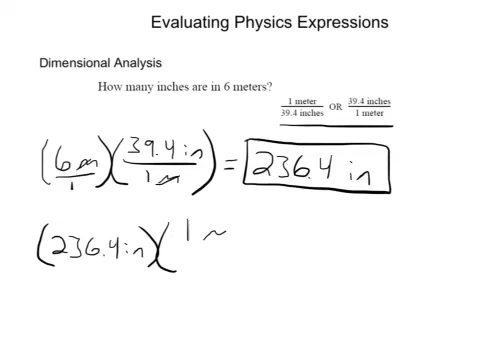 Evaluating Physics Expressions
Dimensional Analysis
How many inches are in 6 meters?
1 meter / 39.4 inches OR 39.4 inches / 1 meter
(6 m / 1)(39.4 in / 1 m) = 236.4 in
(236.4 in)(1 m